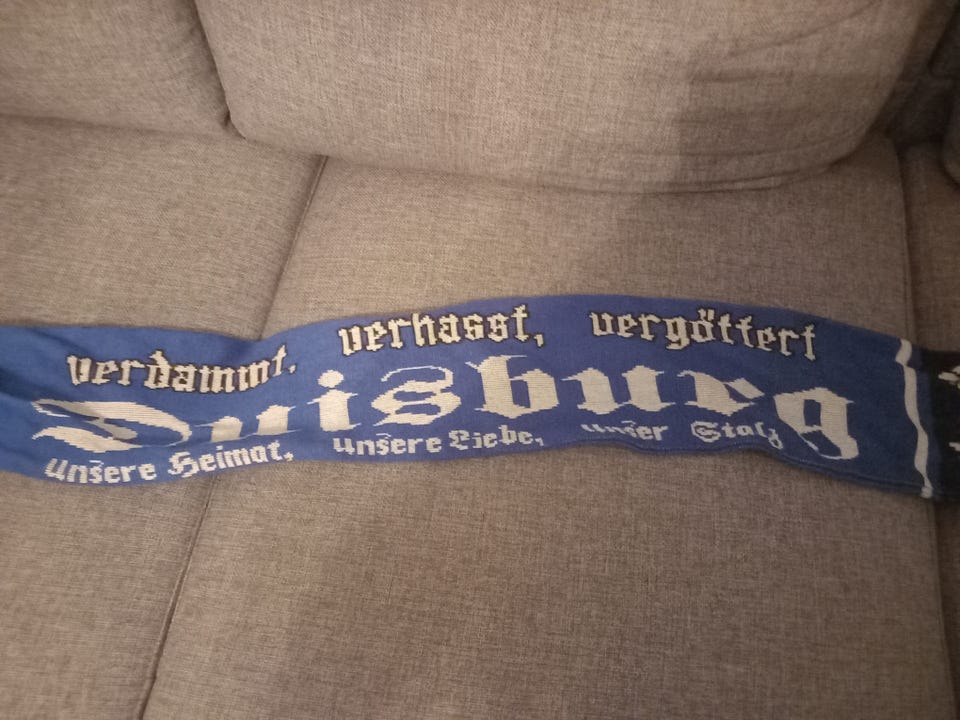 verdammt, verhasst, vergöttert
Duisburg
Unsere Heimat, Unsere Liebe, Unser Stolz